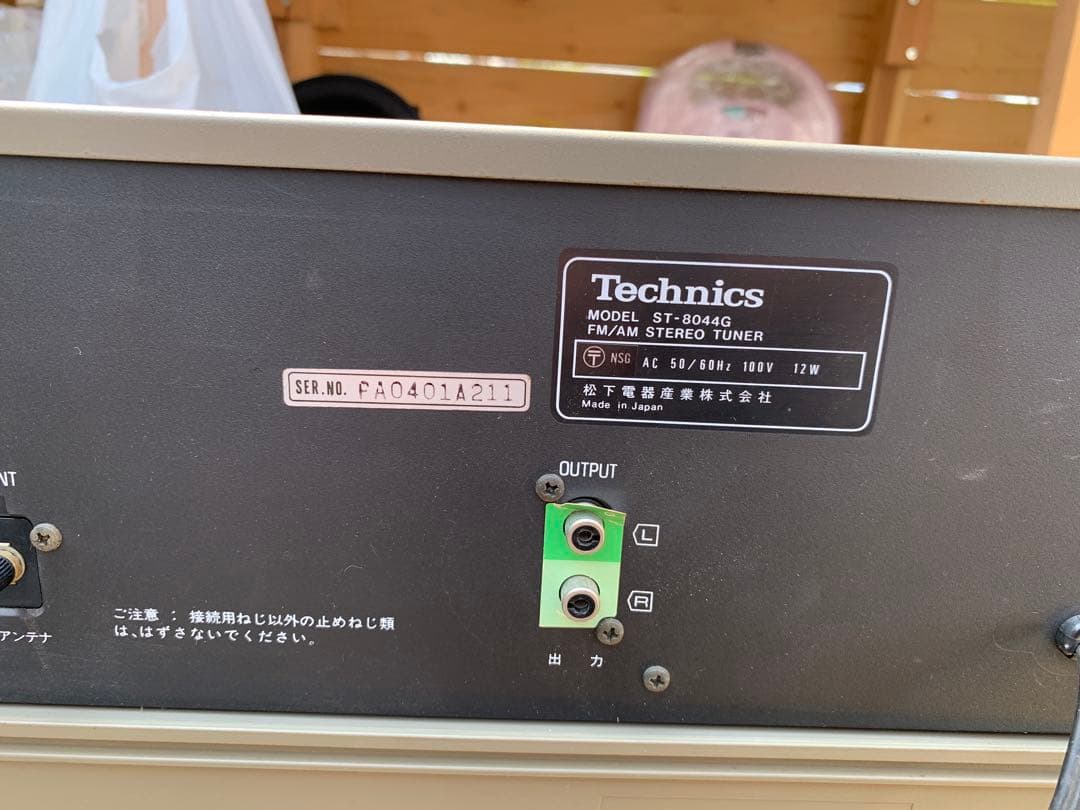 Technics
MODEL ST-8044G
FM/AM STEREO TUNER
〒 NSG AC 50/60Hz 100V 12W
松下電器産業株式会社
Made in Japan
SER.NO. PA0401A211
OUTPUT
NT
L
R
ご注意 : 接続用ねじ以外の止めねじ類
は、はずさないでください。
アンテナ
出 力